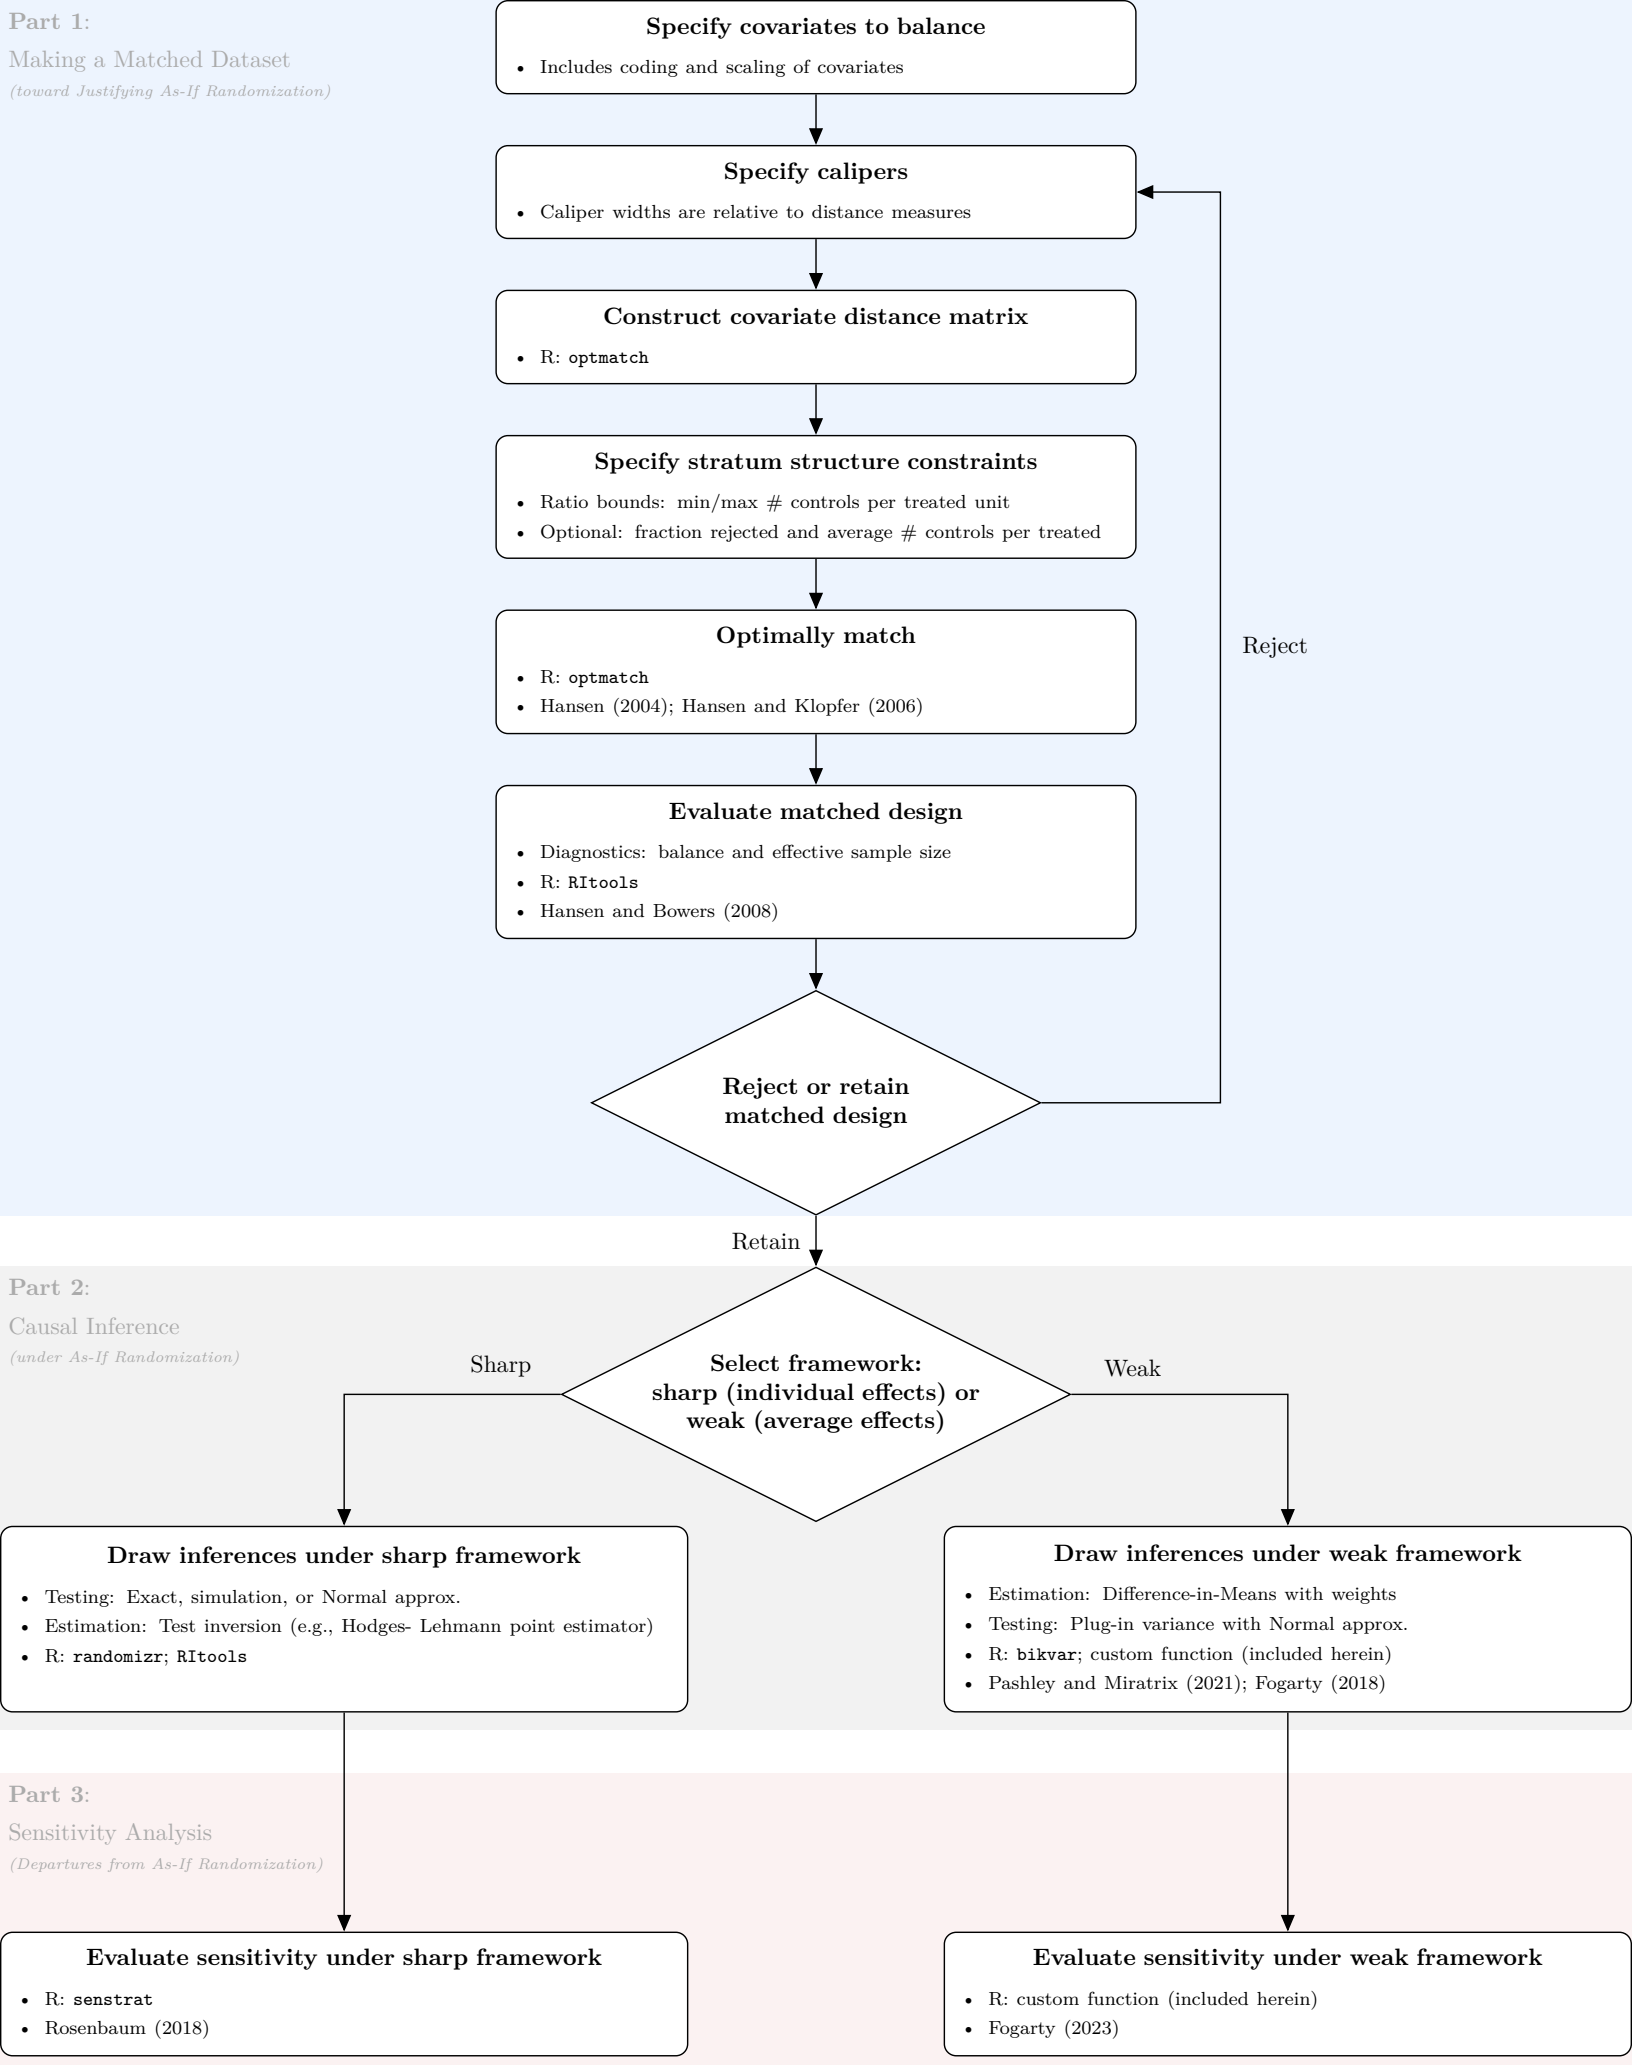 Part 1:
Making a Matched Dataset
(toward Justifying As-If Randomization)
Specify covariates to balance
• Includes coding and scaling of covariates
Specify calipers
• Caliper widths are relative to distance measures
Construct covariate distance matrix
• R: optmatch
Specify stratum structure constraints
• Ratio bounds: min/max # controls per treated unit
• Optional: fraction rejected and average # controls per treated
Optimally match
• R: optmatch
• Hansen (2004); Hansen and Klopfer (2006)
Reject
Evaluate matched design
• Diagnostics: balance and effective sample size
• R: RItools
• Hansen and Bowers (2008)
Reject or retain
matched design
Retain
Part 2:
Causal Inference
(under As-If Randomization)
Select framework:
sharp (individual effects) or
weak (average effects)
Sharp
Weak
Draw inferences under sharp framework
• Testing: Exact, simulation, or Normal approx.
• Estimation: Test inversion (e.g., Hodges- Lehmann point estimator)
• R: randomizr; RItools
Draw inferences under weak framework
• Estimation: Difference-in-Means with weights
• Testing: Plug-in variance with Normal approx.
• R: bikvar; custom function (included herein)
• Pashley and Miratrix (2021); Fogarty (2018)
Part 3:
Sensitivity Analysis
(Departures from As-If Randomization)
Evaluate sensitivity under sharp framework
• R: senstrat
• Rosenbaum (2018)
Evaluate sensitivity under weak framework
• R: custom function (included herein)
• Fogarty (2023)